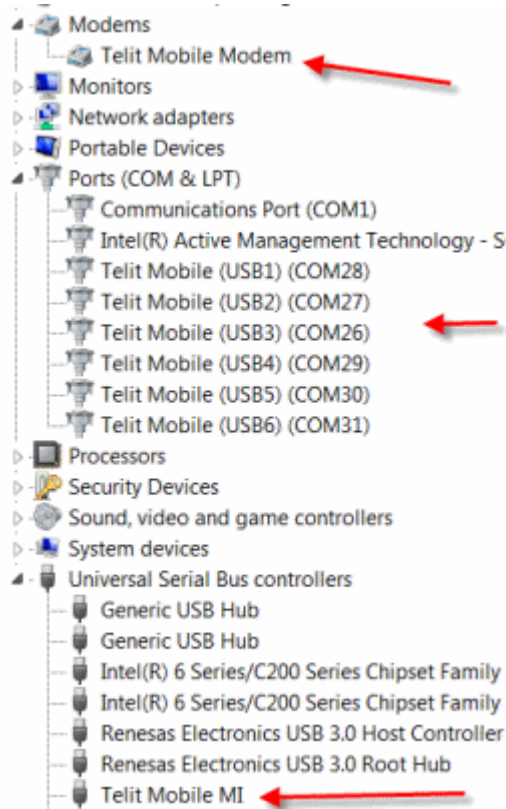 Modems
Telit Mobile Modem
Monitors
Network adapters
Portable Devices
Ports (COM & LPT)
Communications Port (COM1)
Intel(R) Active Management Technology - S
Telit Mobile (USB1) (COM28)
Telit Mobile (USB2) (COM27)
Telit Mobile (USB3) (COM26)
Telit Mobile (USB4) (COM29)
Telit Mobile (USB5) (COM30)
Telit Mobile (USB6) (COM31)
Processors
Security Devices
Sound, video and game controllers
System devices
Universal Serial Bus controllers
Generic USB Hub
Generic USB Hub
Intel(R) 6 Series/C200 Series Chipset Family
Intel(R) 6 Series/C200 Series Chipset Family
Renesas Electronics USB 3.0 Host Controller
Renesas Electronics USB 3.0 Root Hub
Telit Mobile MI